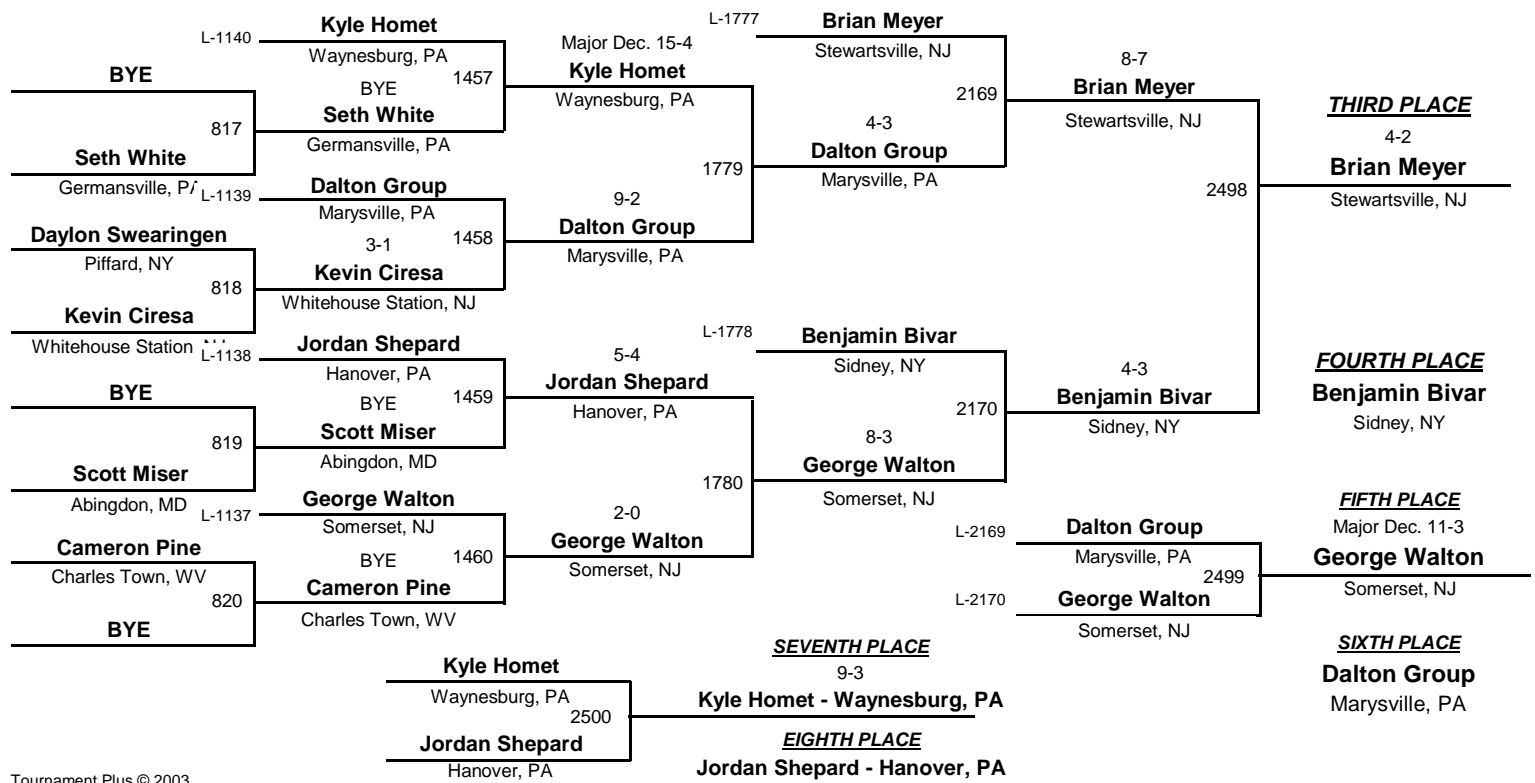 L-1140
Kyle Homet
Waynesburg, PA
BYE
1457
BYE
Seth White
Germansville, PA
817
Seth White
Germansville, PA
L-1139
Dalton Group
Marysville, PA
Daylon Swearingen
Piffard, NY
3-1
1458
Kevin Ciresa
Whitehouse Station, NJ
818
Kevin Ciresa
Whitehouse Station
L-1138
Jordan Shepard
Hanover, PA
BYE
BYE
1459
Scott Miser
Abingdon, MD
819
Scott Miser
Abingdon, MD
L-1137
George Walton
Somerset, NJ
Cameron Pine
Charles Town, WV
BYE
1460
Cameron Pine
Charles Town, WV
820
BYE
Major Dec. 15-4
Kyle Homet
Waynesburg, PA
1779
9-2
Dalton Group
Marysville, PA
5-4
Jordan Shepard
Hanover, PA
1780
2-0
George Walton
Somerset, NJ
L-1777
Brian Meyer
Stewartsville, NJ
2169
4-3
Dalton Group
Marysville, PA
L-1778
Benjamin Bivar
Sidney, NY
2170
8-3
George Walton
Somerset, NJ
8-7
Brian Meyer
Stewartsville, NJ
2498
4-3
Benjamin Bivar
Sidney, NY
THIRD PLACE
4-2
Brian Meyer
Stewartsville, NJ
FOURTH PLACE
Benjamin Bivar
Sidney, NY
L-2169
Dalton Group
Marysville, PA
2499
L-2170
George Walton
Somerset, NJ
FIFTH PLACE
Major Dec. 11-3
George Walton
Somerset, NJ
SIXTH PLACE
Dalton Group
Marysville, PA
Kyle Homet
Waynesburg, PA
2500
Jordan Shepard
Hanover, PA
SEVENTH PLACE
9-3
Kyle Homet - Waynesburg, PA
EIGHTH PLACE
Jordan Shepard - Hanover, PA
Tournament Plus © 2003